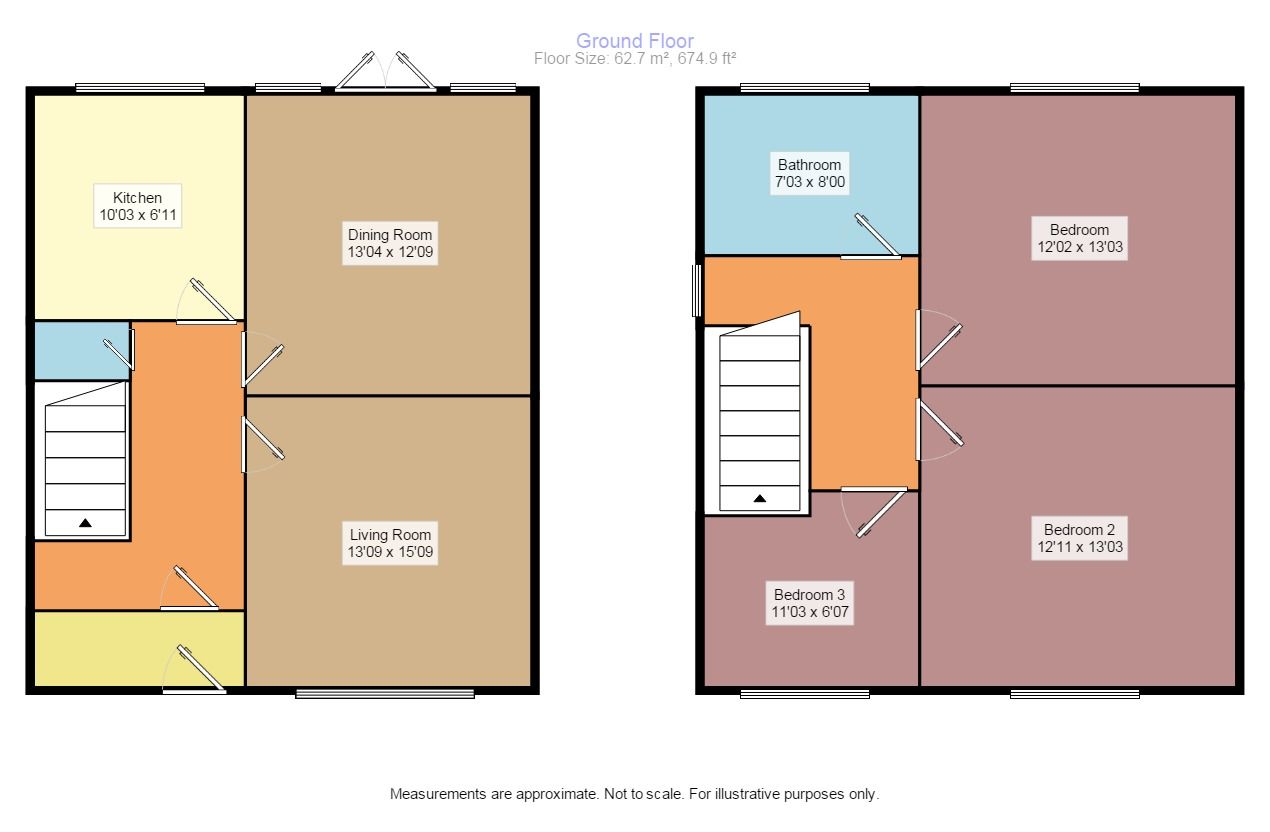 Ground Floor
Floor Size: 62.7 m², 674.9 ft²
Kitchen
10'03 x 6'11
Dining Room
13'04 x 12'09
Living Room
13'09 x 15'09
Bathroom
7'03 x 8'00
Bedroom
12'02 x 13'03
Bedroom 2
12'11 x 13'03
Bedroom 3
11'03 x 6'07
Measurements are approximate. Not to scale. For illustrative purposes only.